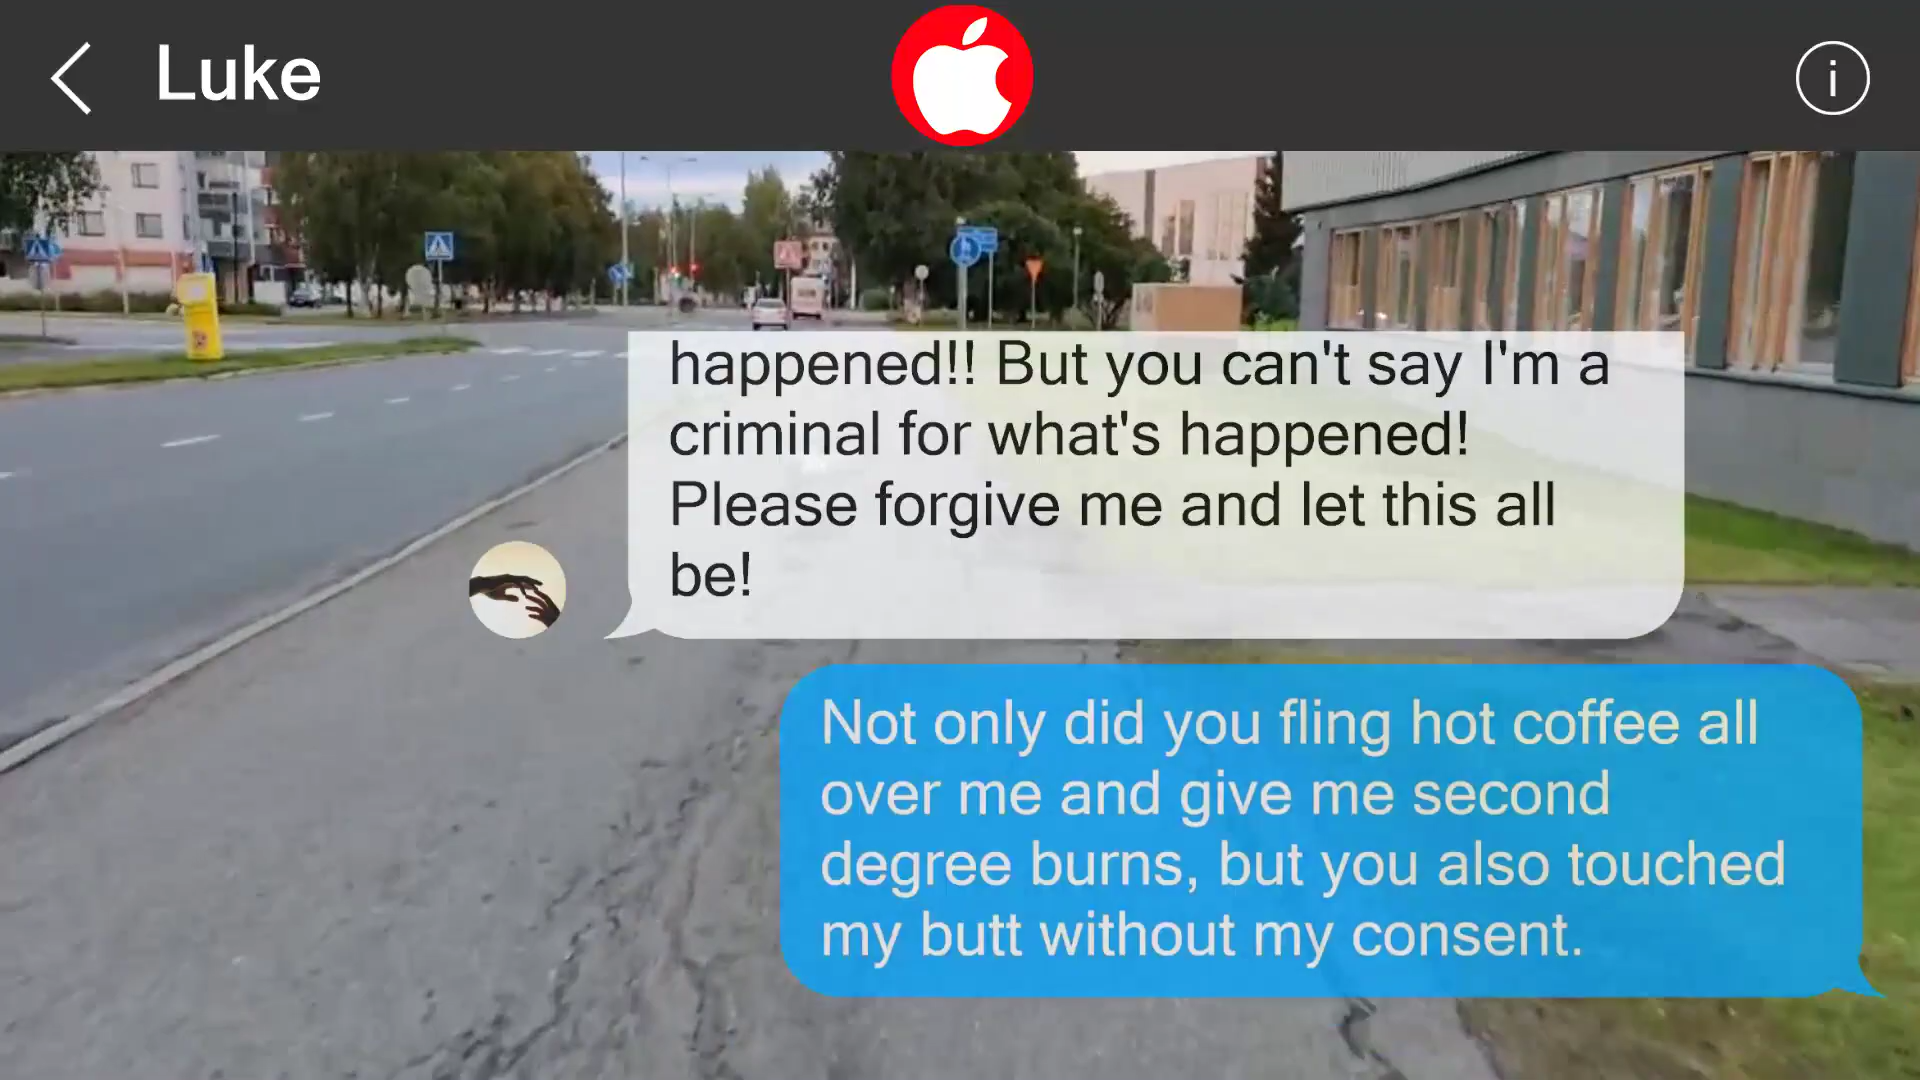 Luke
happened!! But you can't say I'm a
criminal for what's happened!
Please forgive me and let this all
be!
Not only did you fling hot coffee all
over me and give me second
degree burns, but you also touched
my butt without my consent.